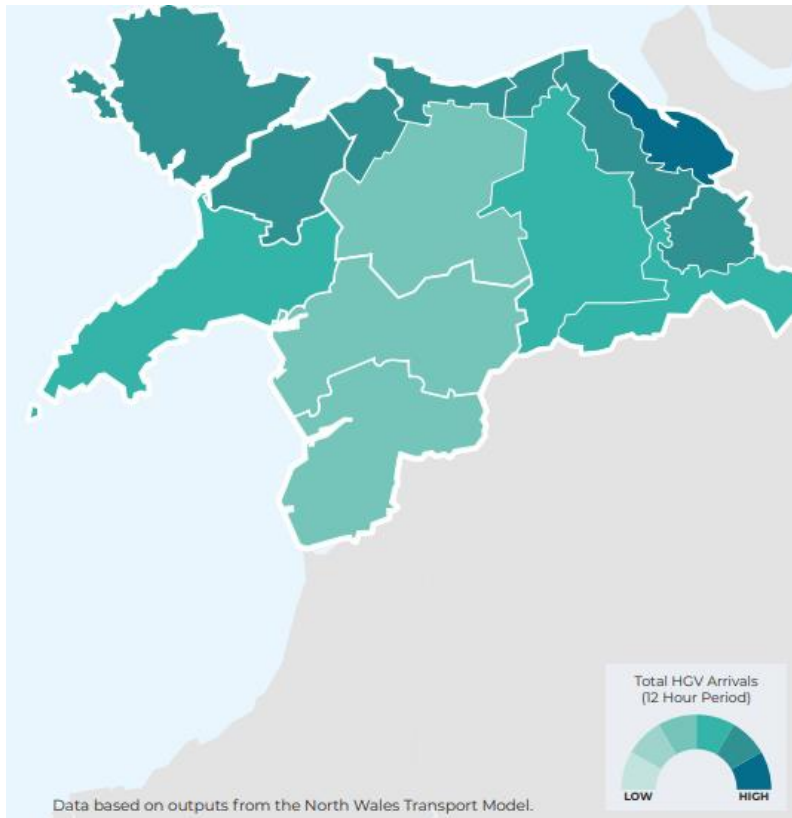 Total HGV Arrivals
(12 Hour Period)
LOW
HIGH
Data based on outputs from the North Wales Transport Model.